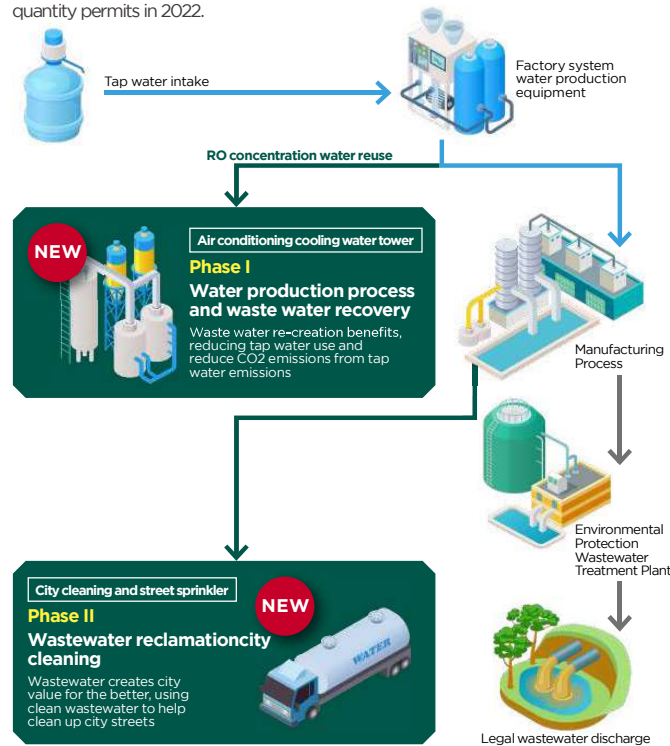 quantity permits in 2022.
Tap water intake
Factory system
water production
equipment
RO concentration water reuse
NEW
Air conditioning cooling water tower
Phase I
Water production process
and waste water recovery
Waste water re-creation benefits,
reducing tap water use and
reduce CO2 emissions from tap
water emissions
Manufacturing
Process
Environmental
Protection
Wastewater
Treatment Plant
City cleaning and street sprinkler
NEW
Phase II
Wastewater reclamationcity
cleaning
Wastewater creates city
value for the better, using
clean wastewater to help
clean up city streets
WATER
Legal wastewater discharge